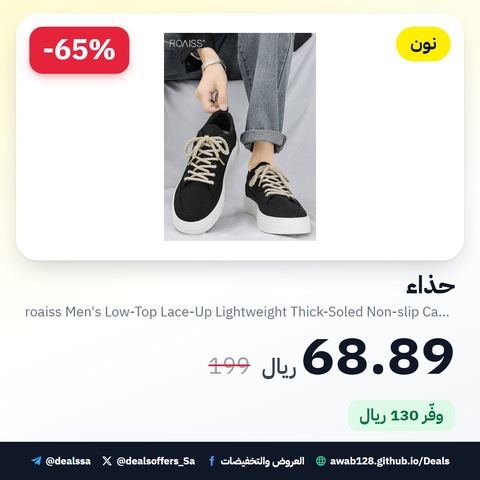 -65%
ROAISS
نون
حذاء
roaiss Men's Low-Top Lace-Up Lightweight Thick-Soled Non-slip Ca...
68.89 ريال 199
وفّر 130 ريال
@dealssa @dealsoffers_Sa العروض والتخفيضات awab128.github.io/Deals